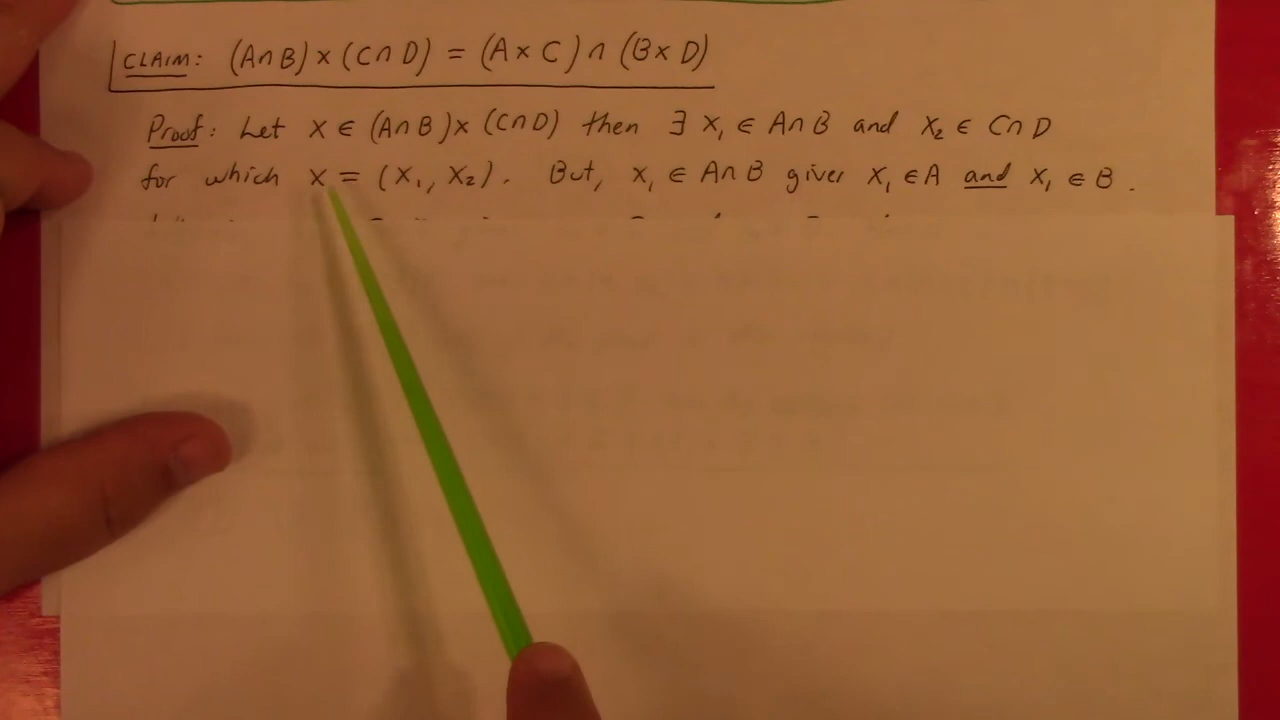 CLAIM: (A∩B)×(C∩D) = (A×C)∩(B×D)
Proof: Let x ∈ (A∩B)×(C∩D) then ∃ x₁ ∈ A∩B and x₂ ∈ C∩D
for which x = (x₁, x₂). But, x₁ ∈ A∩B gives x₁ ∈ A and x₁ ∈ B.